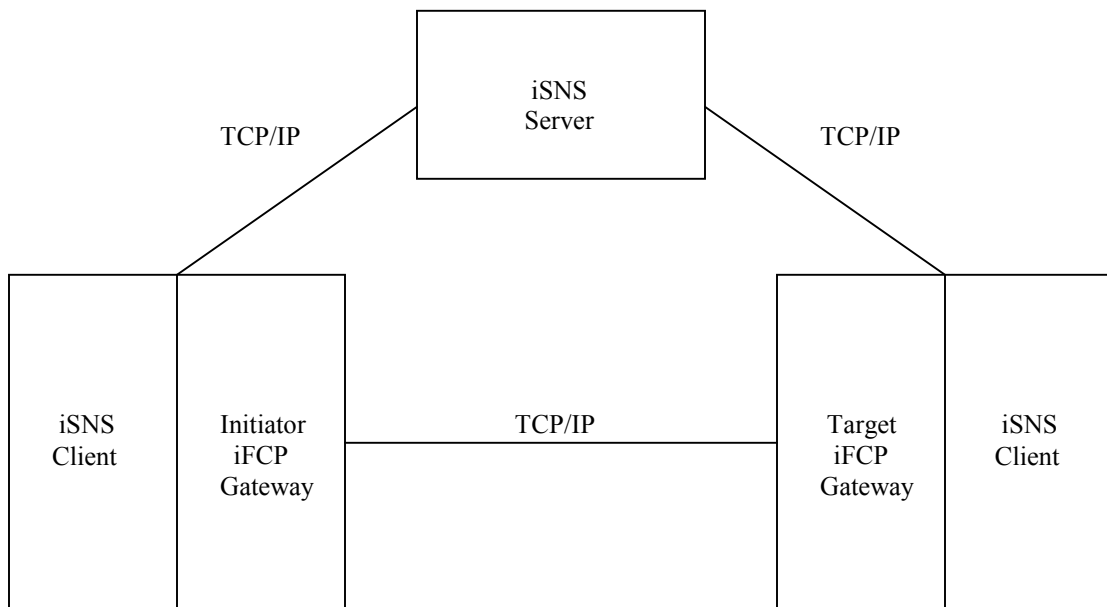 iSNS
Server
TCP/IP
TCP/IP
iSNS
Client
Initiator
iFCP
Gateway
TCP/IP
Target
iFCP
Gateway
iSNS
Client